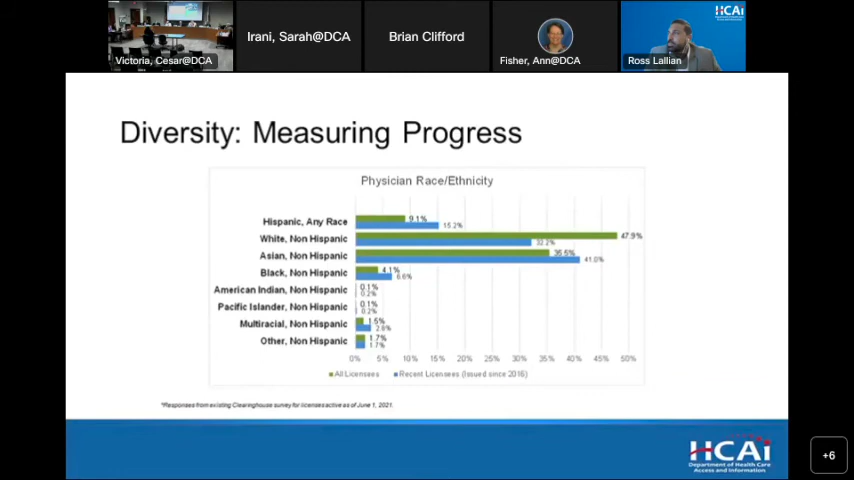 HCAi
Victoria, Cesar@DCA
Irani, Sarah@DCA
Brian Clifford
Fisher, Ann@DCA
Ross Lallian
Diversity: Measuring Progress
Physician Race/Ethnicity
Hispanic, Any Race 9.1% 15.2%
White, Non Hispanic 47.9% 32.2%
Asian, Non Hispanic 35.5% 41.0%
Black, Non Hispanic 4.1% 6.6%
American Indian, Non Hispanic 0.1% 0.2%
Pacific Islander, Non Hispanic 0.1% 0.2%
Multiracial, Non Hispanic 1.5% 2.8%
Other, Non Hispanic 1.7% 1.7%
0% 5% 10% 15% 20% 25% 30% 35% 40% 45% 50%
All Licensees Recent Licensees (Issued since 2016)
*Responses from existing Clearinghouse survey for licenses active as of June 1, 2021.
HCAi
Department of Health Care
Access and Information
+6